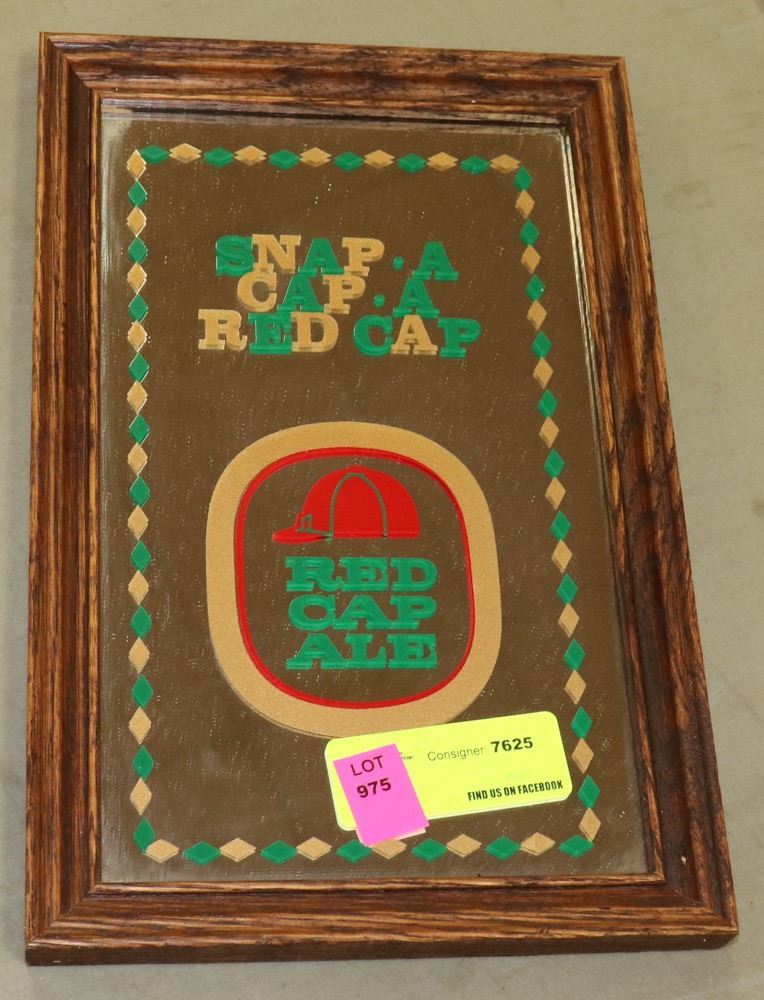 SNAP·A
CAP·A
RED CAP
RED
CAP
ALE
LOT
975
Consigner 7625
FIND US ON FACEBOOK